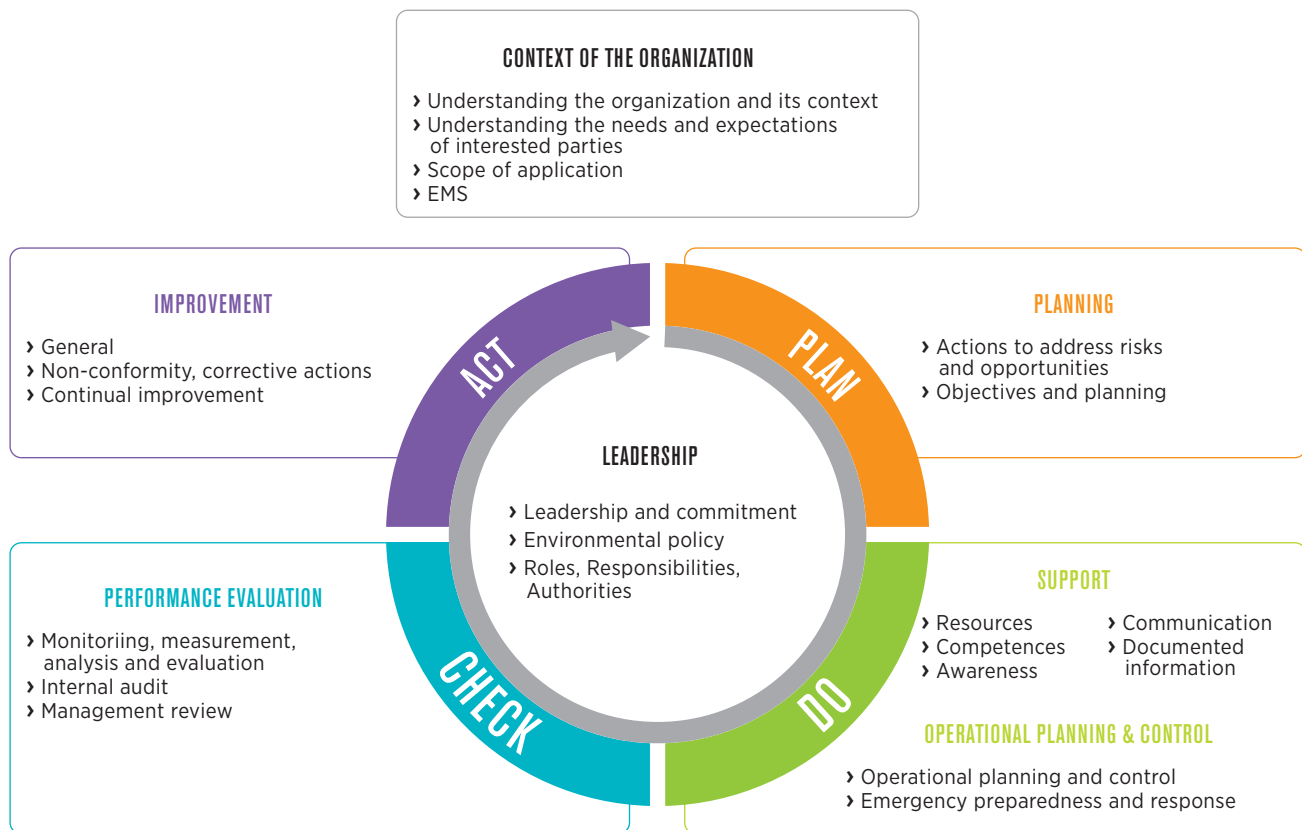 CONTEXT OF THE ORGANIZATION
› Understanding the organization and its context
› Understanding the needs and expectations
of interested parties
› Scope of application
› EMS
IMPROVEMENT
› General
› Non-conformity, corrective actions
› Continual improvement
ACT
PLAN
PLANNING
› Actions to address risks
and opportunities
› Objectives and planning
LEADERSHIP
› Leadership and commitment
› Environmental policy
› Roles, Responsibilities,
Authorities
PERFORMANCE EVALUATION
› Monitoriing, measurement,
analysis and evaluation
› Internal audit
› Management review
CHECK
DO
SUPPORT
› Resources
› Competences
› Awareness
› Communication
› Documented
information
OPERATIONAL PLANNING & CONTROL
› Operational planning and control
› Emergency preparedness and response